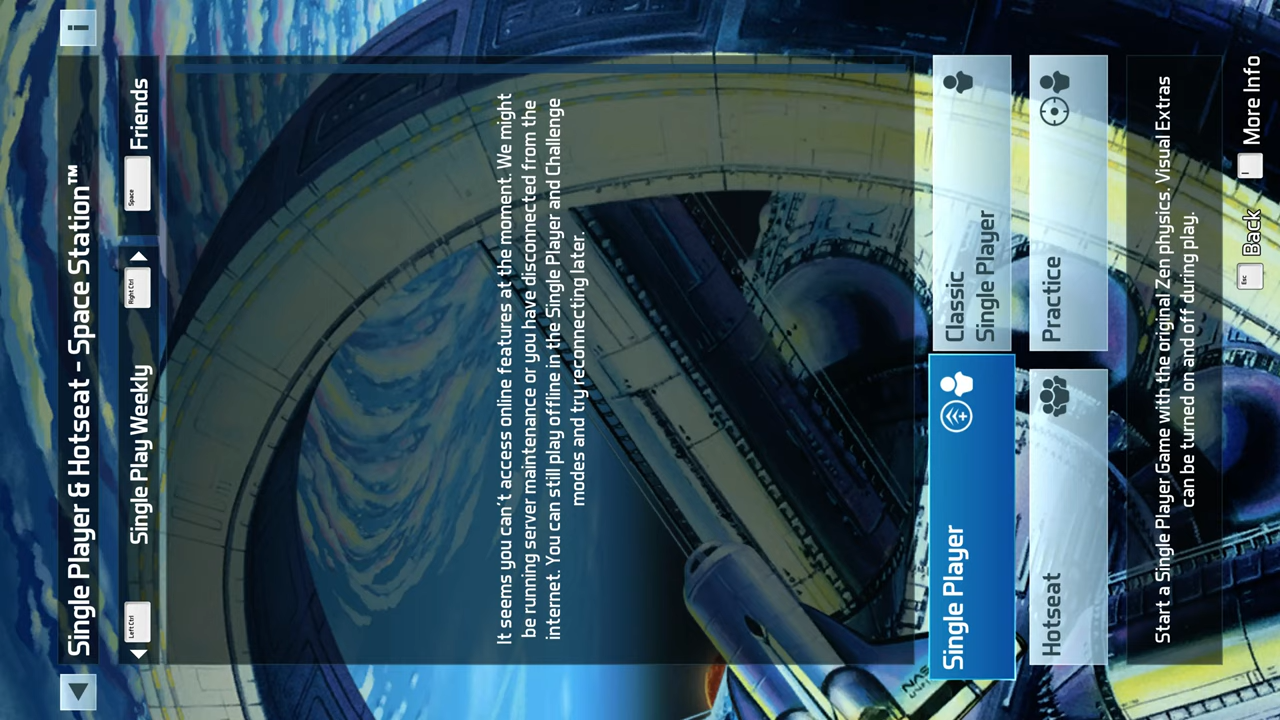 i
Single Player & Hotseat - Space Station™
Left Ctrl
Single Play Weekly
Right Ctrl
Space
Friends
It seems you can't access online features at the moment. We might
be running server maintenance or you have disconnected from the
internet. You can still play offline in the Single Player and Challenge
modes and try reconnecting later.
Single Player
Classic
Single Player
Hotseat
Practice
Start a Single Player Game with the original Zen physics. Visual Extras
can be turned on and off during play.
Esc
Back
I
More Info
NAS